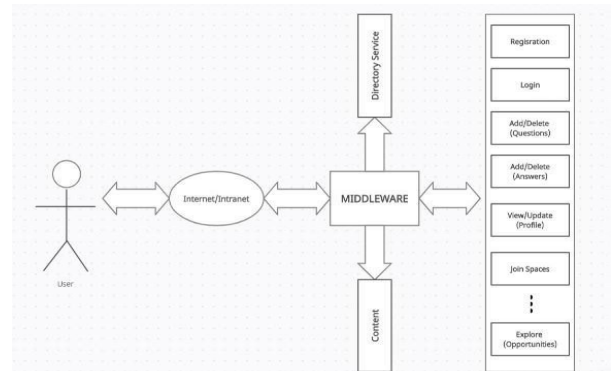 Directory Service
Regisration
Login
Add/Delete
(Questions)
Add/Delete
(Answers)
Internet/Intranet
MIDDLEWARE
View/Update
(Profile)
User
Join Spaces
Content
Explore
(Opportunities)